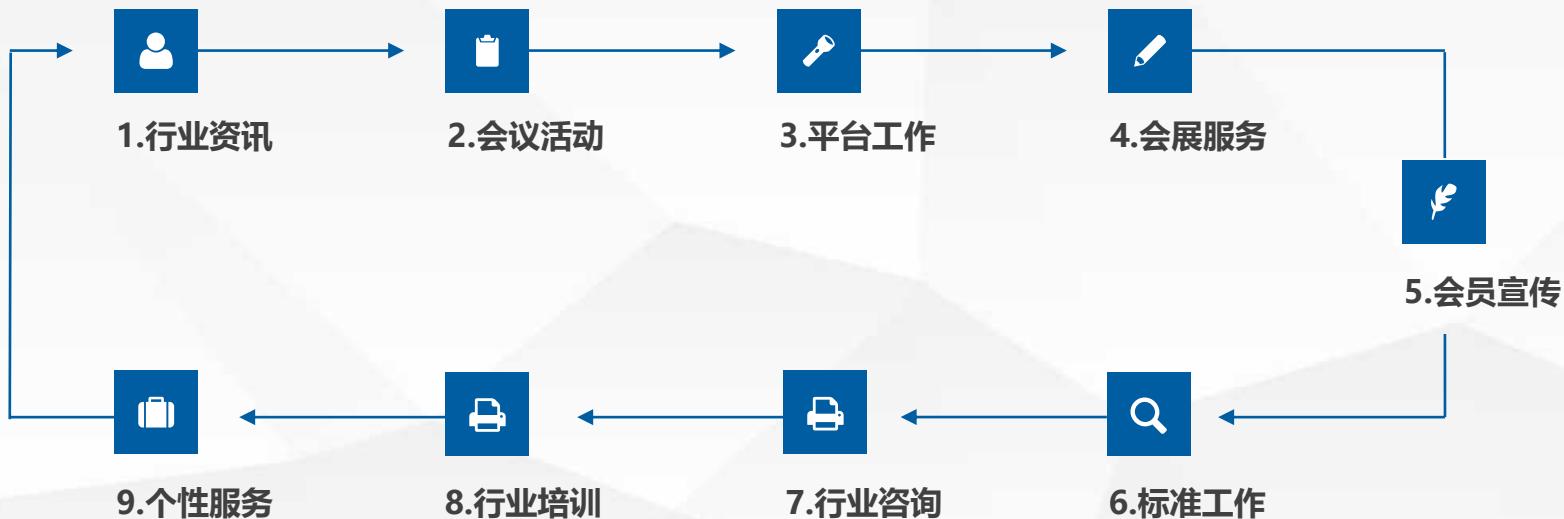 1.行业资讯
2.会议活动
3.平台工作
4.会展服务
5.会员宣传
6.标准工作
7.行业咨询
8.行业培训
9.个性服务